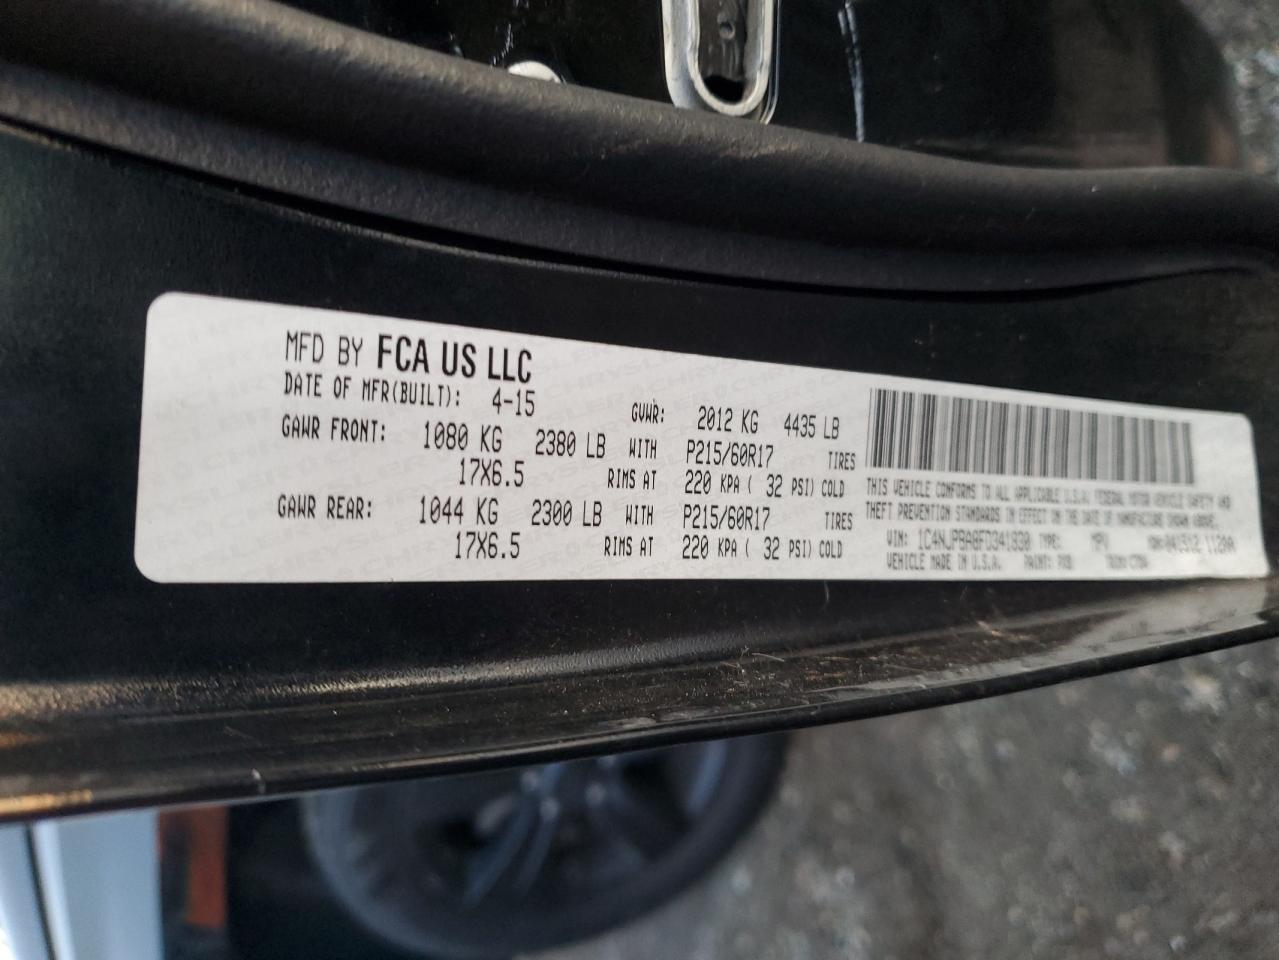 MFD BY FCA US LLC
DATE OF MFR(BUILT): 4-15 GVWR: 2012 KG 4435 LB
GAWR FRONT: 1080 KG 2380 LB WITH P215/60R17 TIRES
17X6.5 RIMS AT 220 KPA ( 32 PSI) COLD
GAWR REAR: 1044 KG 2300 LB WITH P215/60R17 TIRES
17X6.5 RIMS AT 220 KPA ( 32 PSI) COLD
THIS VEHICLE CONFORMS TO ALL APPLICABLE U.S.A. FEDERAL MOTOR VEHICLE SAFETY AND
THEFT PREVENTION STANDARDS IN EFFECT ON THE DATE OF MANUFACTURE SHOWN ABOVE.
VIN: TYPE: MPV
VEHICLE MADE IN U.S.A. PAINT: